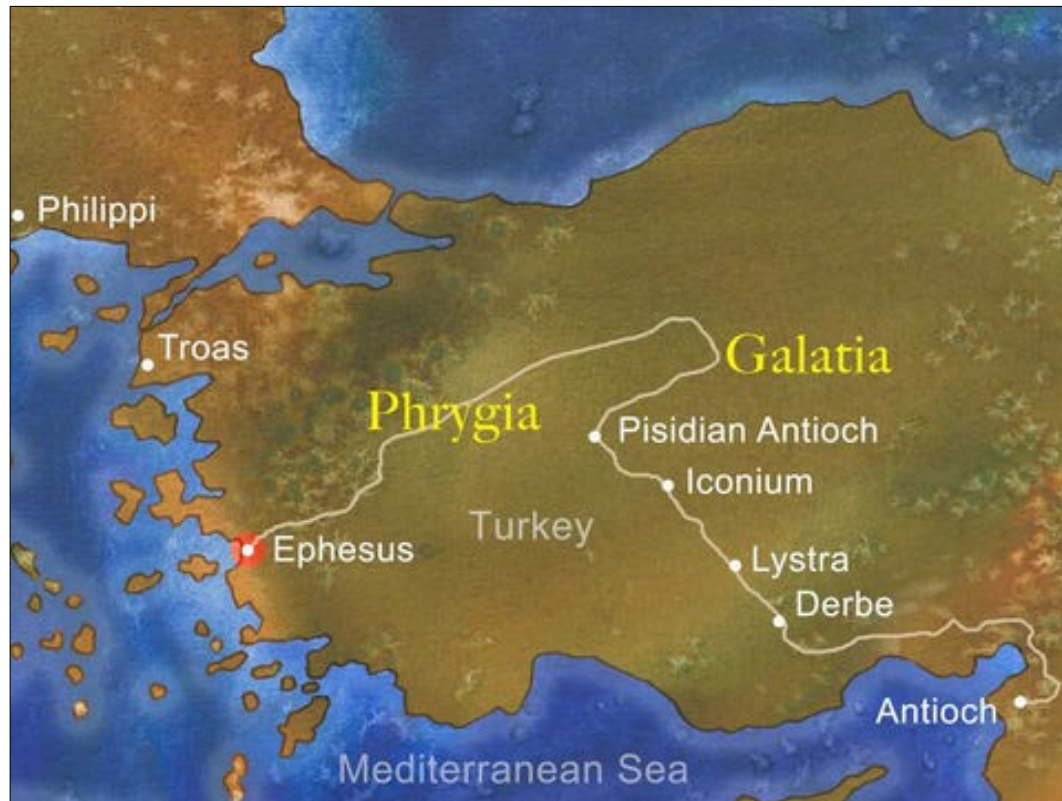 Philippi
Troas
Galatia
Phrygia
Pisidian Antioch
Iconium
Turkey
Ephesus
Lystra
Derbe
Antioch
Mediterranean Sea